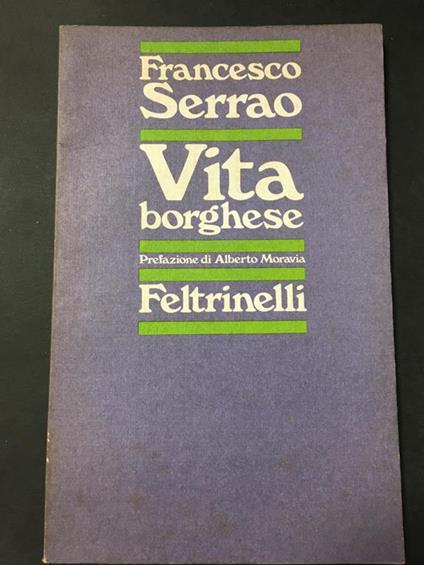 Francesco
Serrao
Vita
borghese
Prefazione di Alberto Moravia
Feltrinelli